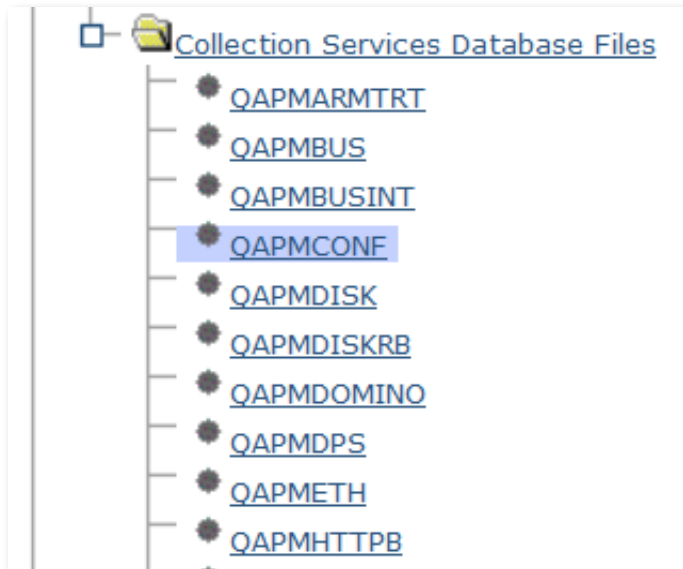 Collection Services Database Files
QAPMARMTRT
QAPMBUS
QAPMBUSINT
QAPMCONF
QAPMDISK
QAPMDISKRB
QAPMDOMINO
QAPMDPS
QAPMETH
QAPMHTTPB